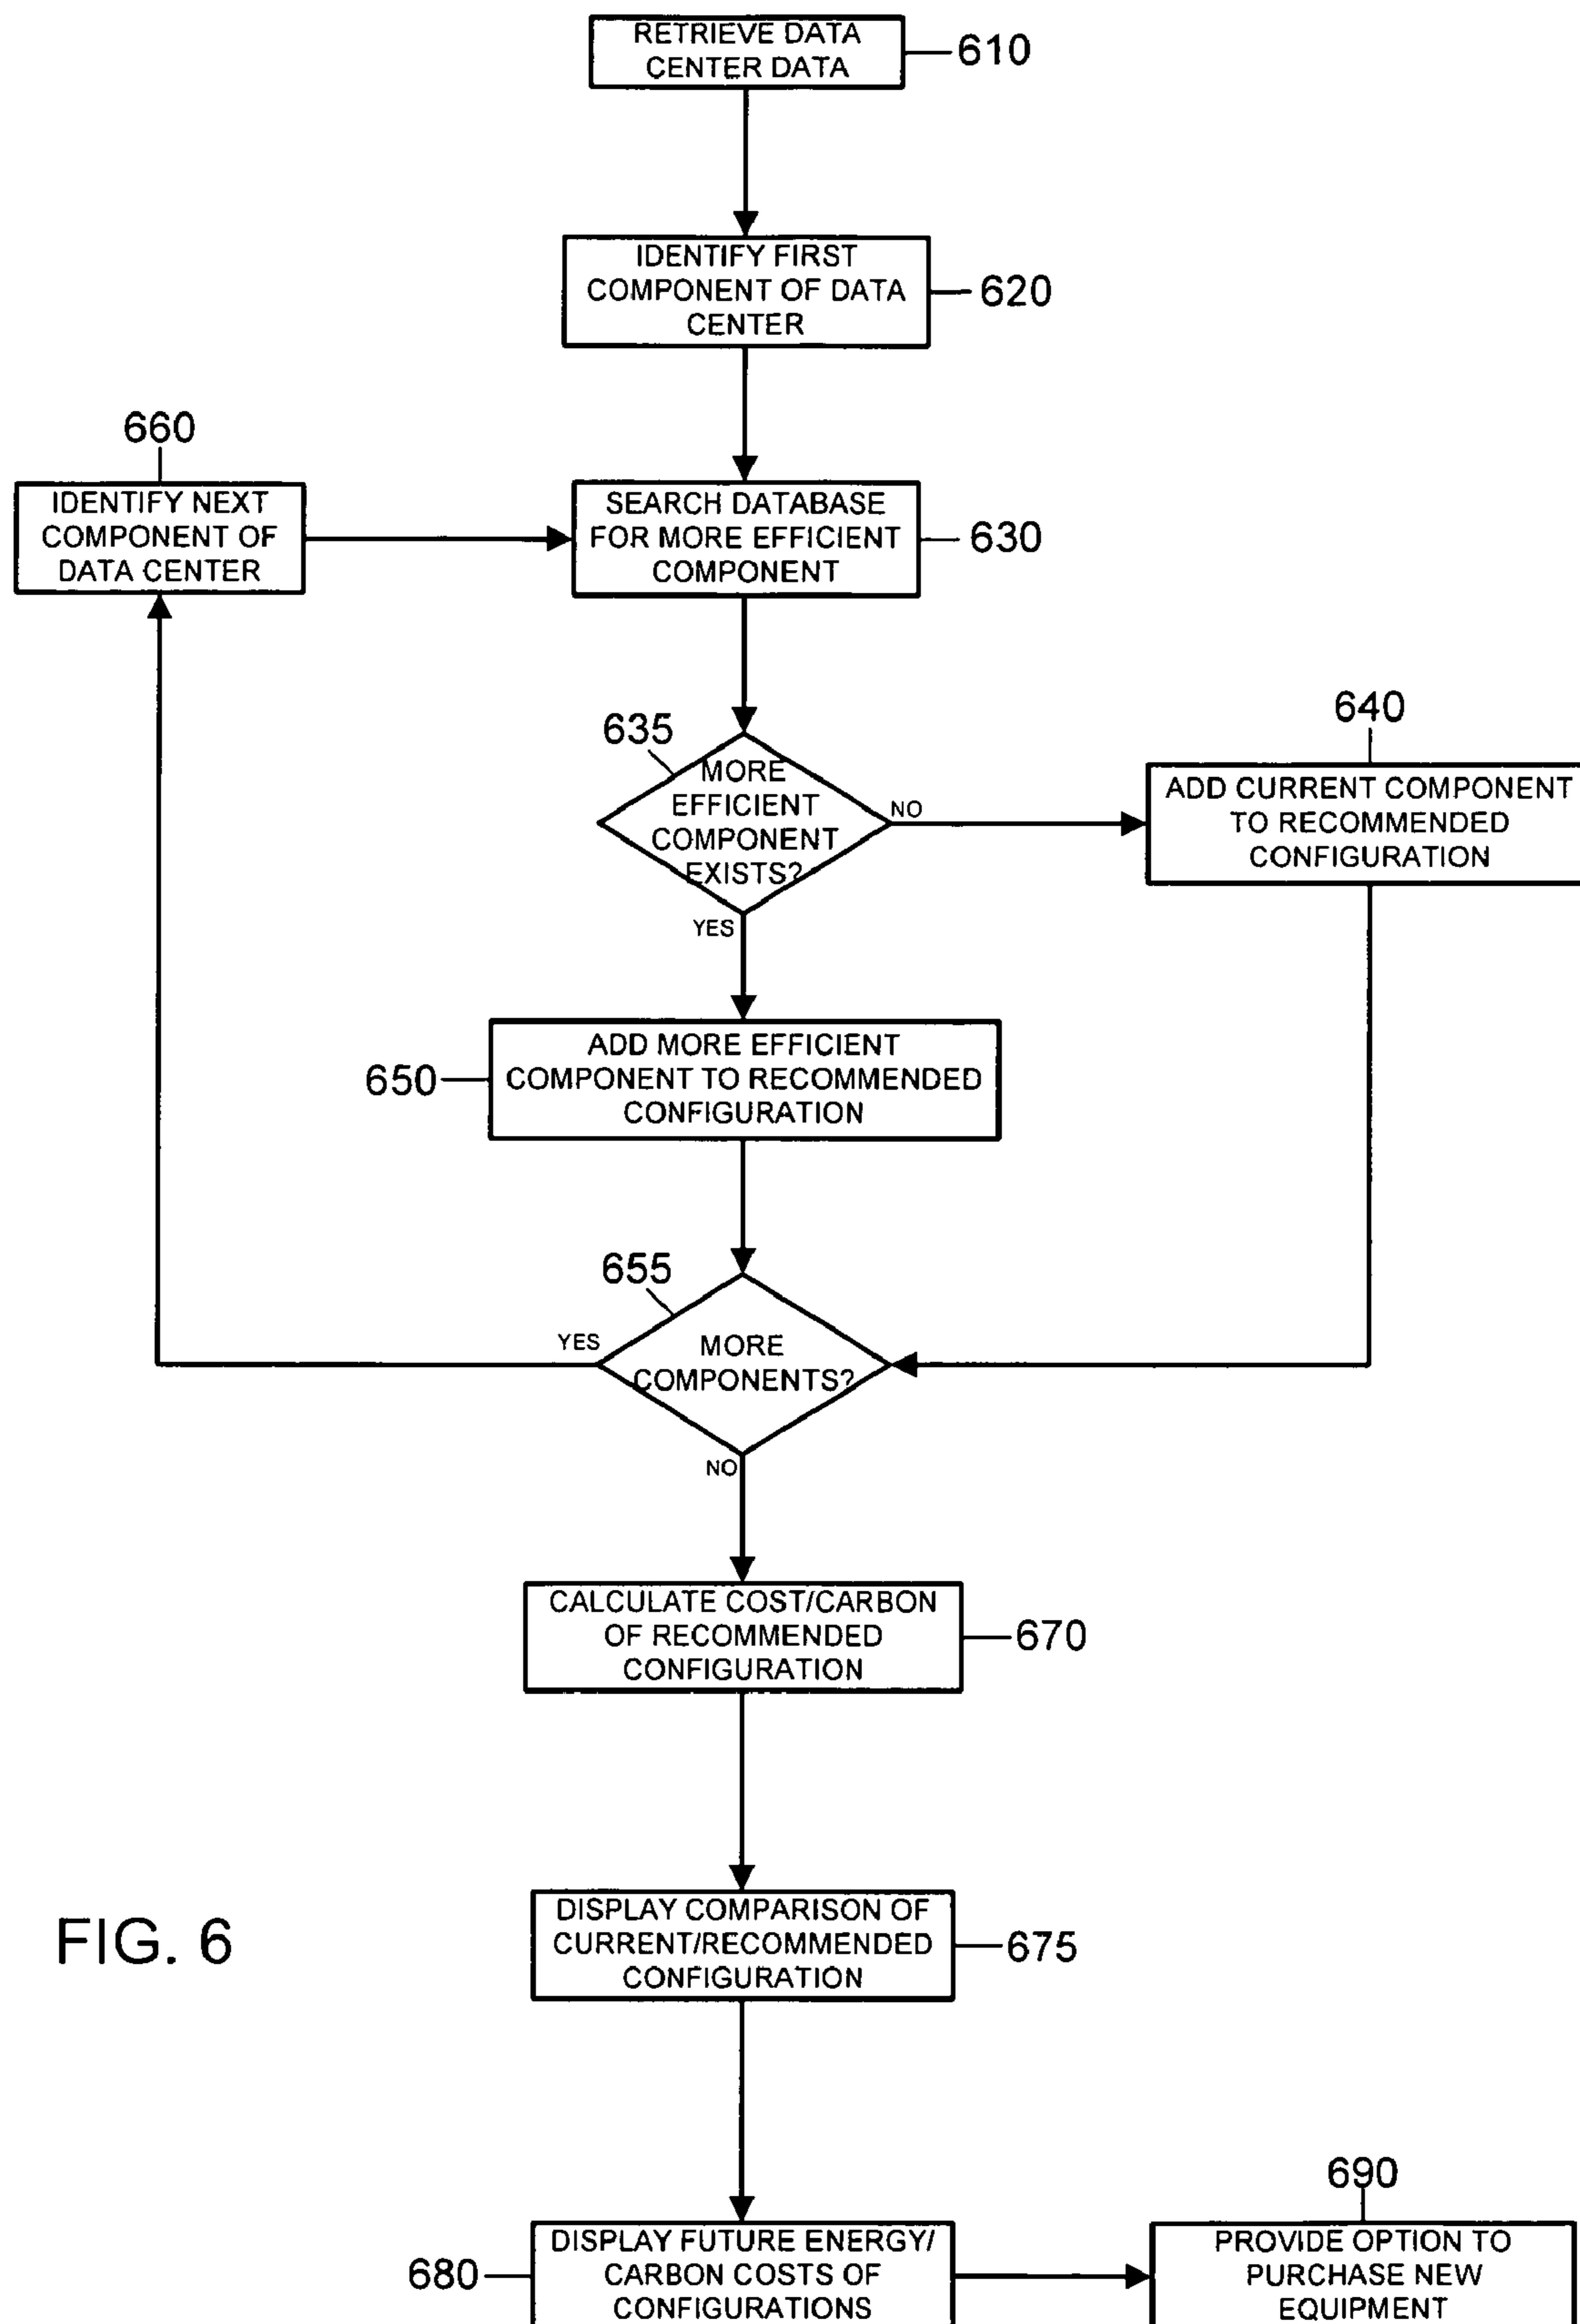 RETRIEVE DATA
CENTER DATA
610
IDENTIFY FIRST
COMPONENT OF DATA
CENTER
620
660
IDENTIFY NEXT
COMPONENT OF
DATA CENTER
SEARCH DATABASE
FOR MORE EFFICIENT
COMPONENT
630
635
MORE
EFFICIENT
COMPONENT
EXISTS?
NO
YES
640
ADD CURRENT COMPONENT
TO RECOMMENDED
CONFIGURATION
650
ADD MORE EFFICIENT
COMPONENT TO RECOMMENDED
CONFIGURATION
655
YES
MORE
COMPONENTS?
NO
CALCULATE COST/CARBON
OF RECOMMENDED
CONFIGURATION
670
FIG. 6
DISPLAY COMPARISON OF
CURRENT/RECOMMENDED
CONFIGURATION
675
680
DISPLAY FUTURE ENERGY/
CARBON COSTS OF
CONFIGURATIONS
690
PROVIDE OPTION TO
PURCHASE NEW
EQUIPMENT